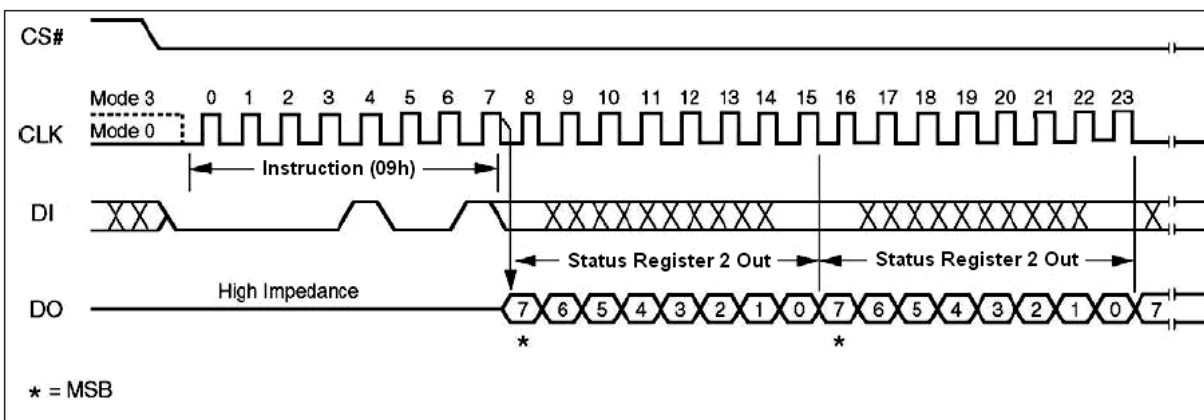 CS#
Mode 3 0 1 2 3 4 5 6 7 8 9 10 11 12 13 14 15 16 17 18 19 20 21 22 23
Mode 0
CLK
Instruction (09h)
DI
Status Register 2 Out Status Register 2 Out
High Impedance
DO 7 6 5 4 3 2 1 0 7 6 5 4 3 2 1 0 7
* *
* = MSB